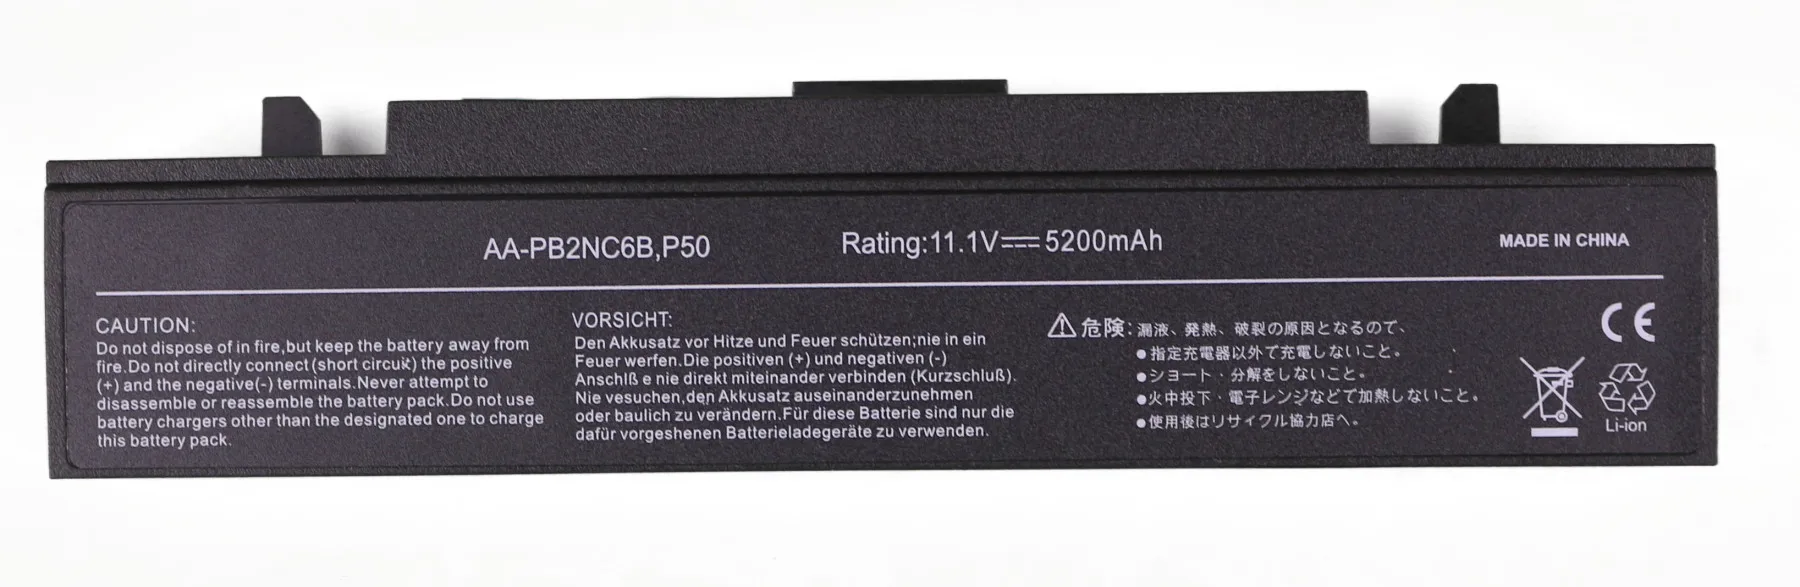 AA-PB2NC6B,P50
Rating:11.1V⎓5200mAh
MADE IN CHINA
CAUTION:
Do not dispose of in fire,but keep the battery away from
fire.Do not directly connect (short circuit) the positive
(+) and the negative(-) terminals.Never attempt to
disassemble or reassemble the battery pack.Do not use
battery chargers other than the designated one to charge
this battery pack.
VORSICHT:
Den Akkusatz vor Hitze und Feuer schützen;nie in ein
Feuer werfen.Die positiven (+) und negativen (-)
Anschlß e nie direkt miteinander verbinden (Kurzschluß).
Nie vesuchen,den Akkusatz auseinanderzunehmen
oder baulich zu verändern.Für diese Batterie sind nur die
dafür vorgeshenen Batterieladegeräte zu verwenden.
⚠危険:漏液、発熱、破裂の原因となるので、
●指定充電器以外で充電しないこと。
●ショート・分解をしないこと。
●火中投下・電子レンジなどで加熱しないこと。
●使用後はリサイクル協力店へ。
CE
Li-ion